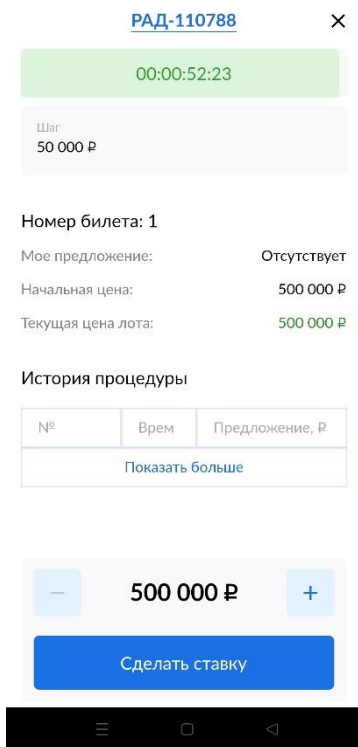 РАД-110788
00:00:52:23
Шаг
50 000 ₽
Номер билета: 1
Мое предложение: Отсутствует
Начальная цена: 500 000 ₽
Текущая цена лота: 500 000 ₽
История процедуры
№ Врем Предложение, ₽
Показать больше
− 500 000 ₽ +
Сделать ставку